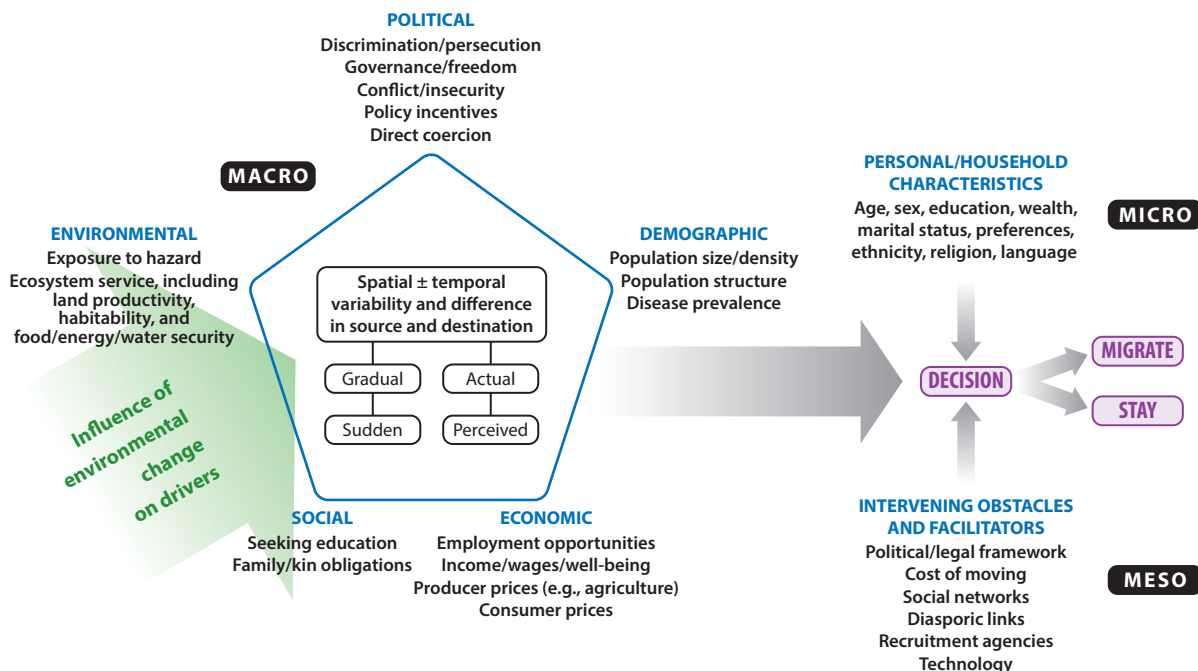 POLITICAL
Discrimination/persecution
Governance/freedom
Conflict/insecurity
Policy incentives
Direct coercion
MACRO
ENVIRONMENTAL
Exposure to hazard
Ecosystem service, including
land productivity,
habitability, and
food/energy/water security
Influence of
environmental
change
on drivers
Spatial ± temporal
variability and difference
in source and destination
Gradual
Actual
Sudden
Perceived
DEMOGRAPHIC
Population size/density
Population structure
Disease prevalence
SOCIAL
Seeking education
Family/kin obligations
ECONOMIC
Employment opportunities
Income/wages/well-being
Producer prices (e.g., agriculture)
Consumer prices
PERSONAL/HOUSEHOLD
CHARACTERISTICS
Age, sex, education, wealth,
marital status, preferences,
ethnicity, religion, language
MICRO
DECISION
MIGRATE
STAY
INTERVENING OBSTACLES
AND FACILITATORS
Political/legal framework
Cost of moving
Social networks
Diasporic links
Recruitment agencies
Technology
MESO